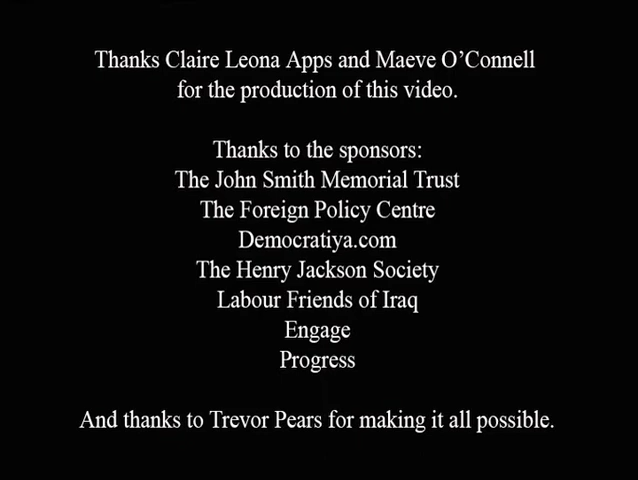 Thanks Claire Leona Apps and Maeve O’Connell
for the production of this video.
Thanks to the sponsors:
The John Smith Memorial Trust
The Foreign Policy Centre
Democratiya.com
The Henry Jackson Society
Labour Friends of Iraq
Engage
Progress
And thanks to Trevor Pears for making it all possible.